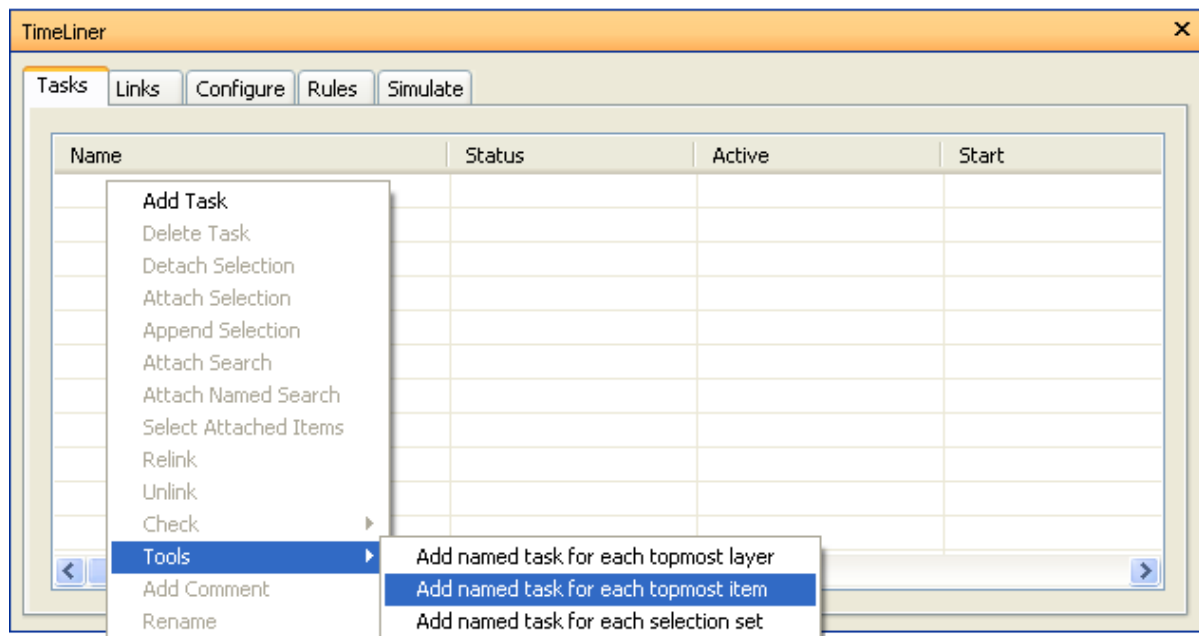 TimeLiner
Tasks Links Configure Rules Simulate
Name Status Active Start
Add Task
Delete Task
Detach Selection
Attach Selection
Append Selection
Attach Search
Attach Named Search
Select Attached Items
Relink
Unlink
Check
Tools Add named task for each topmost layer
Add Comment Add named task for each topmost item
Rename Add named task for each selection set